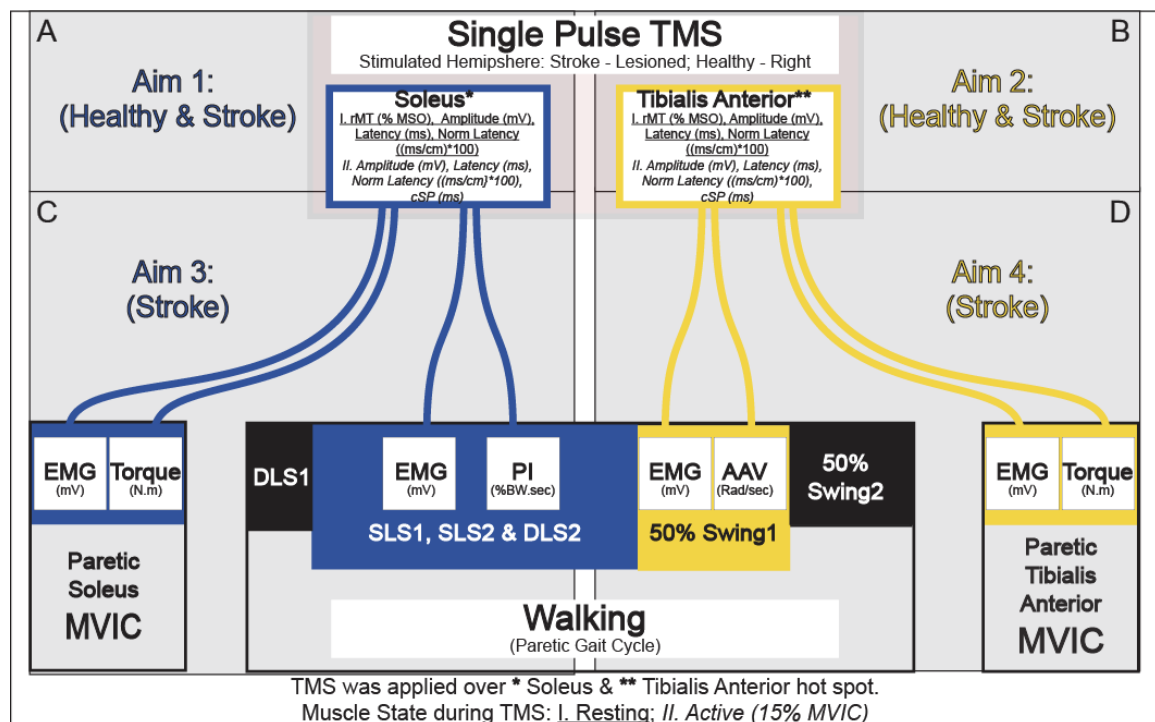 A
Single Pulse TMS
B
Stimulated Hemipshere: Stroke - Lesioned; Healthy - Right
Aim 1:
(Healthy & Stroke)
Soleus*
I. rMT (% MSO), Amplitude (mV),
Latency (ms), Norm Latency
((ms/cm)*100)
II. Amplitude (mV), Latency (ms),
Norm Latency ((ms/cm}*100),
cSP (ms)
Tibialis Anterior**
I. rMT (% MSO), Amplitude (mV),
Latency (ms), Norm Latency
((ms/cm)*100)
II. Amplitude (mV), Latency (ms),
Norm Latency ((ms/cm)*100),
cSP (ms)
Aim 2:
(Healthy & Stroke)
C
D
Aim 3:
(Stroke)
Aim 4:
(Stroke)
EMG
(mV)
Torque
(N.m)
Paretic
Soleus
MVIC
DLS1
EMG
(mV)
PI
(%BW.sec)
SLS1, SLS2 & DLS2
EMG
(mV)
AAV
(Rad/sec)
50% Swing1
50%
Swing2
EMG
(mV)
Torque
(N.m)
Paretic
Tibialis
Anterior
MVIC
Walking
(Paretic Gait Cycle)
TMS was applied over * Soleus & ** Tibialis Anterior hot spot.
Muscle State during TMS: I. Resting; II. Active (15% MVIC)